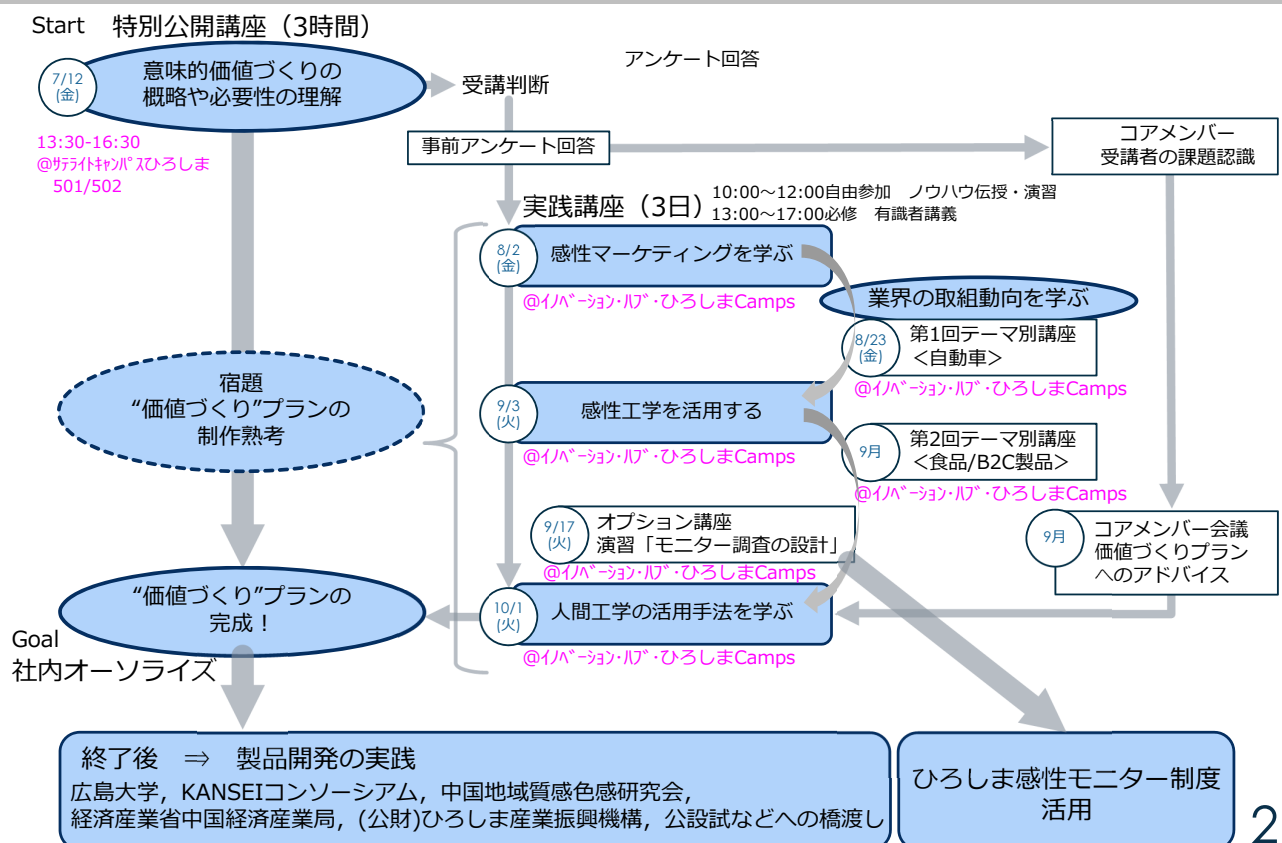 Start 特別公開講座（3時間）
7/12
(金)
意味的価値づくりの
概略や必要性の理解
13:30-16:30
@ｻﾃﾗｲﾄｷｬﾝﾊﾟｽひろしま
501/502
受講判断
アンケート回答
事前アンケート回答
コアメンバー
受講者の課題認識
実践講座（3日）
10:00～12:00自由参加　ノウハウ伝授・演習
13:00～17:00必修　有識者講義
8/2
(金)
感性マーケティングを学ぶ
@ｲﾉﾍﾞｰｼｮﾝ･ﾊﾌﾞ･ひろしまCamps
業界の取組動向を学ぶ
8/23
(金)
第1回テーマ別講座
＜自動車＞
@ｲﾉﾍﾞｰｼｮﾝ･ﾊﾌﾞ･ひろしまCamps
宿題
“価値づくり”プランの
制作熟考
9/3
(火)
感性工学を活用する
@ｲﾉﾍﾞｰｼｮﾝ･ﾊﾌﾞ･ひろしまCamps
9月
第2回テーマ別講座
＜食品/B2C製品＞
@ｲﾉﾍﾞｰｼｮﾝ･ﾊﾌﾞ･ひろしまCamps
9/17
(火)
オプション講座
演習「モニター調査の設計」
@ｲﾉﾍﾞｰｼｮﾝ･ﾊﾌﾞ･ひろしまCamps
9月
コアメンバー会議
価値づくりプラン
へのアドバイス
“価値づくり”プランの
完成！
10/1
(火)
人間工学の活用手法を学ぶ
@ｲﾉﾍﾞｰｼｮﾝ･ﾊﾌﾞ･ひろしまCamps
Goal
社内オーソライズ
終了後　⇒　製品開発の実践
広島大学，KANSEIコンソーシアム，中国地域質感色感研究会，
経済産業省中国経済産業局，(公財)ひろしま産業振興機構，公設試などへの橋渡し
ひろしま感性モニター制度
活用
2